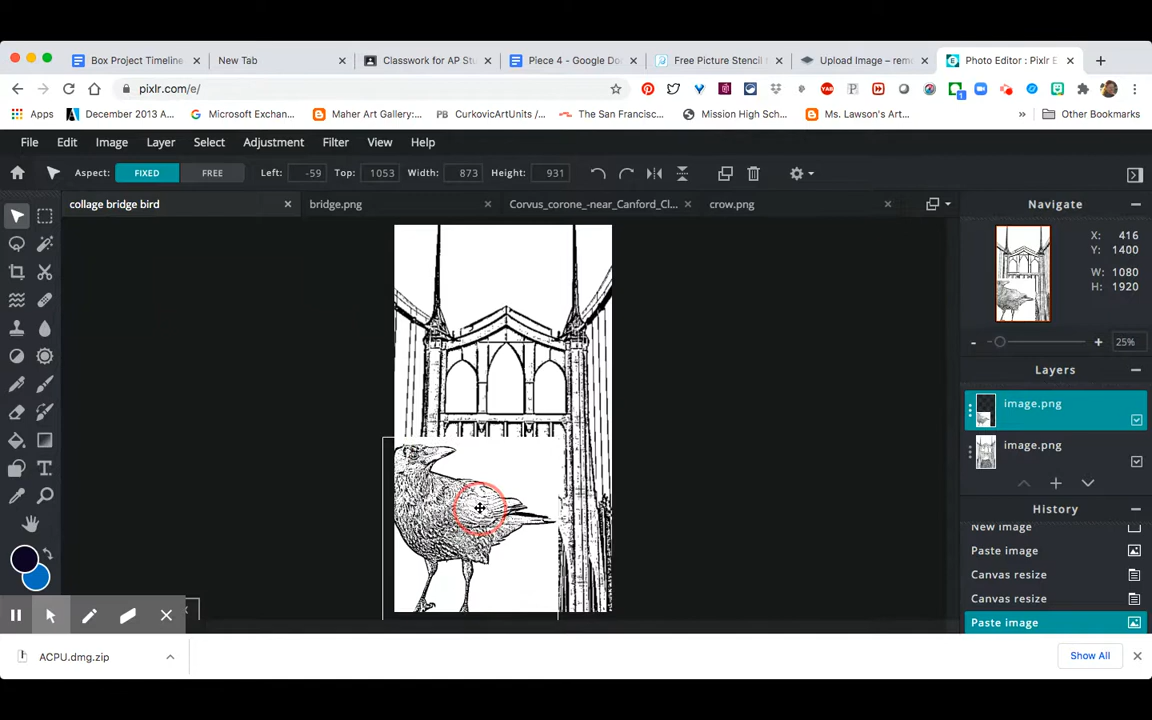 Box Project Timeline
New Tab
Classwork for AP Stu
Piece 4 - Google Doc
Free Picture Stencil
Upload Image – remo
Photo Editor : Pixlr E
pixlr.com/e/
Apps
December 2013 A...
Microsoft Exchan...
Maher Art Gallery:...
PB
CurkovicArtUnits /...
The San Francisc...
Mission High Sch...
Ms. Lawson's Art...
»
Other Bookmarks
File Edit Image Layer Select Adjustment Filter View Help
Aspect: FIXED FREE Left: -59 Top: 1053 Width: 873 Height: 931
collage bridge bird
bridge.png
Corvus_corone_-near_Canford_Cl...
crow.png
Navigate
X: 416
Y: 1400
W: 1080
H: 1920
- + 25%
Layers
image.png
image.png
History
New image
Paste image
Canvas resize
Canvas resize
Paste image
ACPU.dmg.zip
Show All